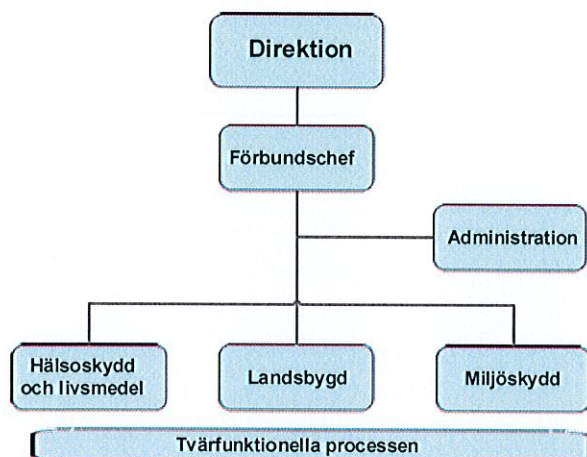 Direktion
Förbundschef
Administration
Hälsoskydd
och livsmedel
Landsbygd
Miljöskydd
Tvärfunktionella processen